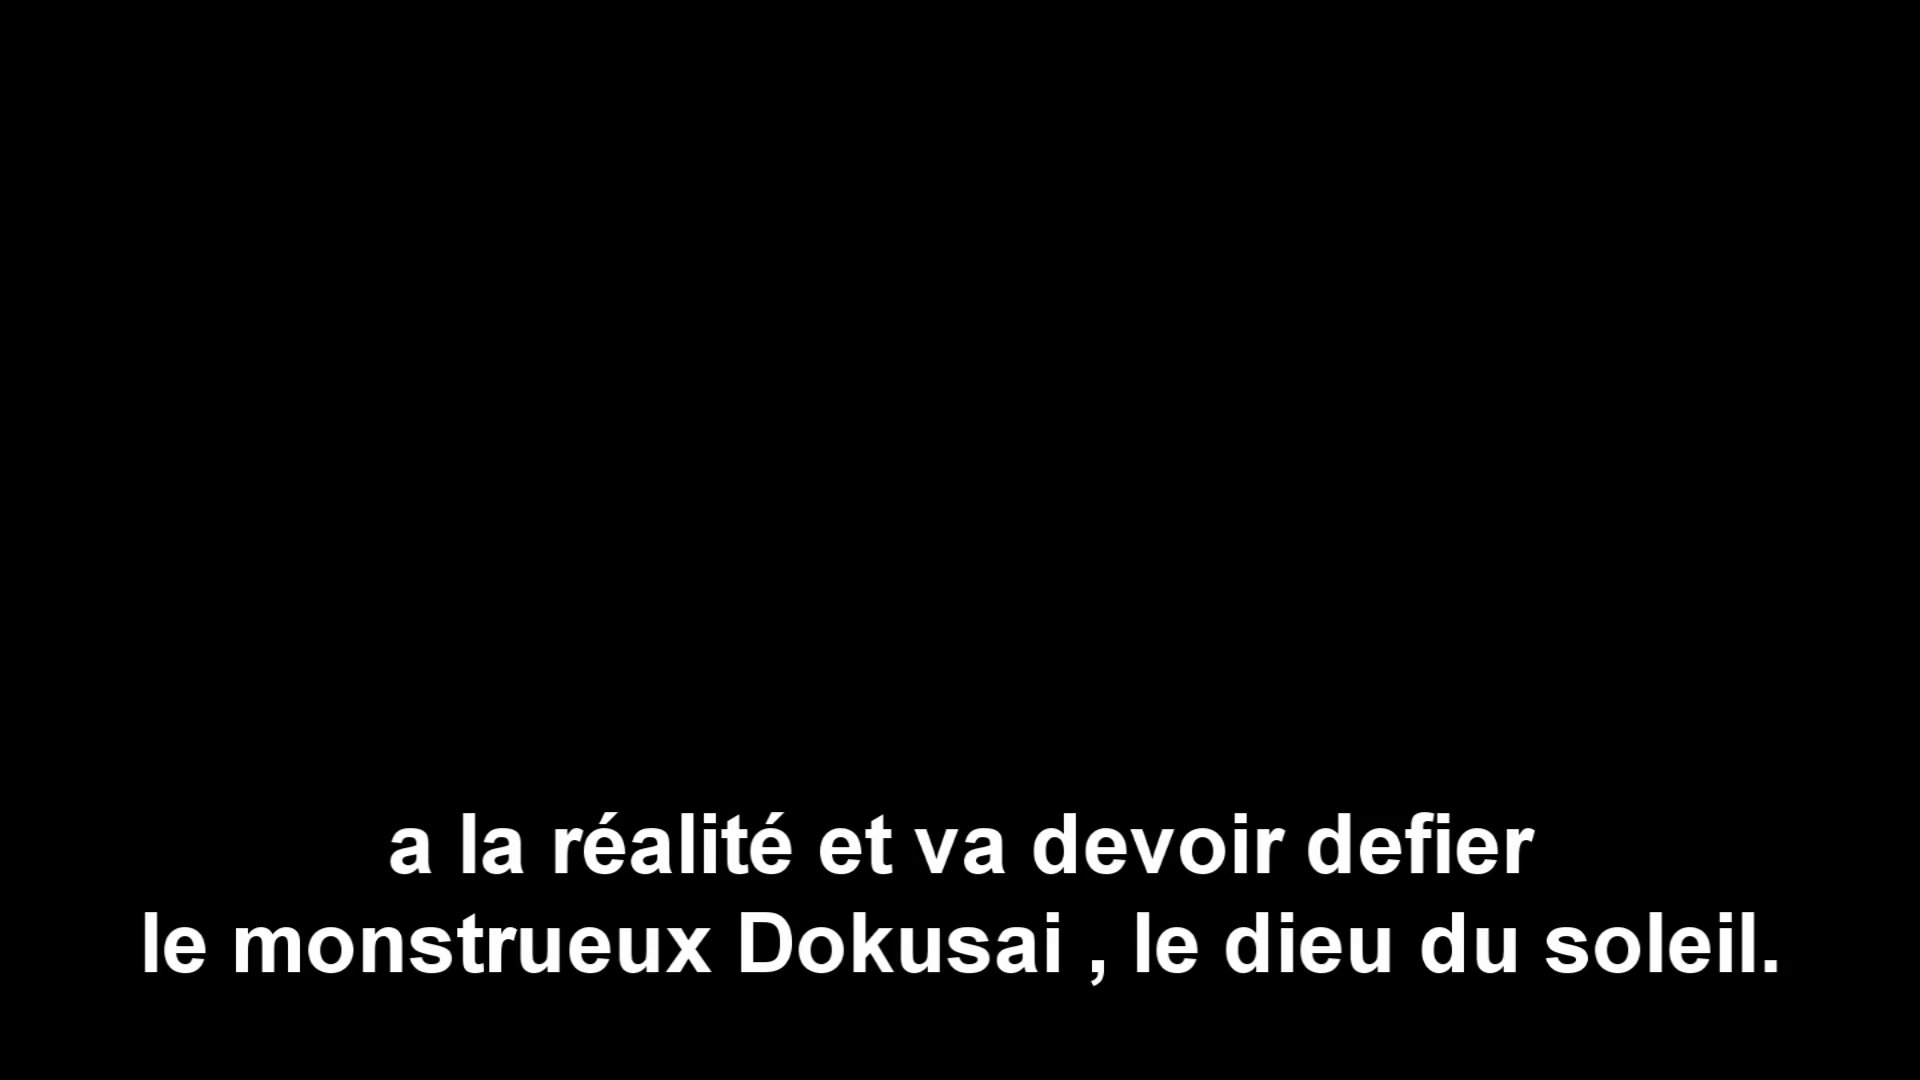 a la réalité et va devoir defier
le monstrueux Dokusai , le dieu du soleil.